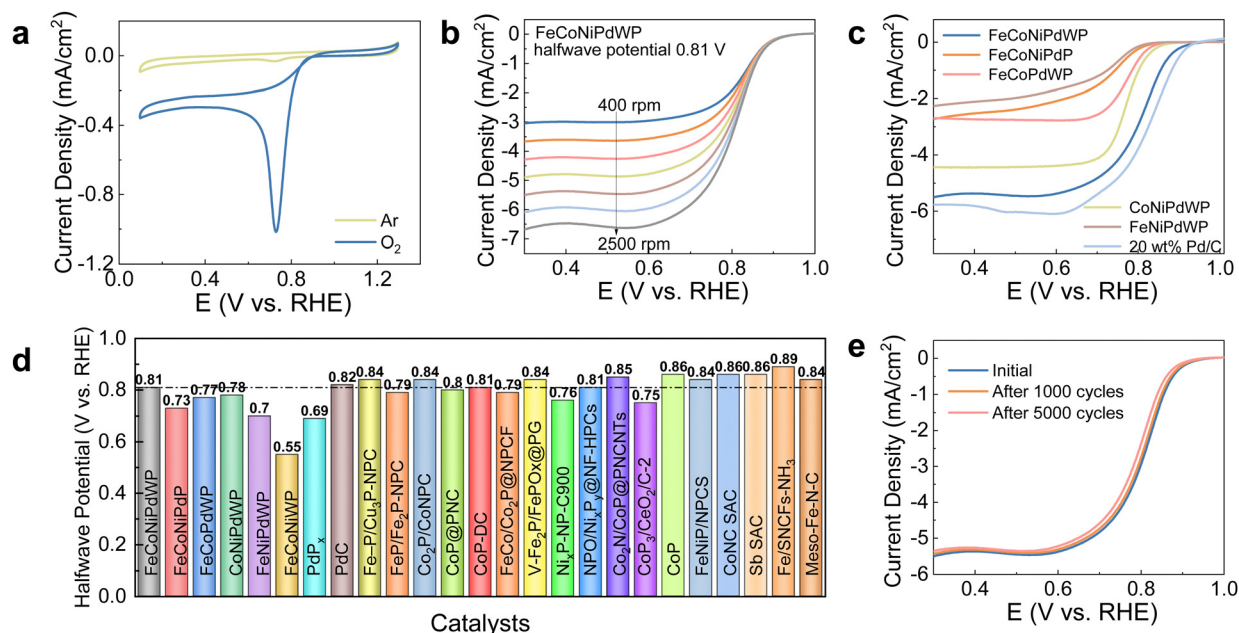 a
Current Density (mA/cm²)
0.0
-0.4
-0.8
-1.2
0.0
0.4
0.8
1.2
E (V vs. RHE)
Ar
O₂
b
Current Density (mA/cm²)
FeCoNiPdWP
halfwave potential 0.81 V
400 rpm
2500 rpm
0
-1
-2
-3
-4
-5
-6
-7
0.4
0.6
0.8
1.0
E (V vs. RHE)
c
Current Density (mA/cm²)
FeCoNiPdWP
FeCoNiPdP
FeCoPdWP
CoNiPdWP
FeNiPdWP
20 wt% Pd/C
0
-2
-4
-6
0.4
0.6
0.8
1.0
E (V vs. RHE)
d
Halfwave Potential (V vs. RHE)
1.0
0.8
0.6
0.4
0.2
0.0
0.81
0.73
0.77
0.78
0.7
0.55
0.69
0.82
0.84
0.79
0.84
0.8
0.81
0.79
0.84
0.76
0.81
0.85
0.75
0.86
0.84
0.86
0.86
0.89
0.84
FeCoNiPdWP
FeCoNiPdP
FeCoPdWP
CoNiPdWP
FeNiPdWP
FeCoNiWP
PdPₓ
PdC
Fe–P/Cu₃P-NPC
FeP/Fe₂P-NPC
Co₂P/CoNPC
CoP@PNC
CoP-DC
FeCo/Co₂P@NPCF
V-Fe₂P/FePOx@PG
NiₓP-NP-C900
NPO/NiₓPᵧ@NF-HPCs
Co₂N/CoP@PNCNTs
CoP₃/CeO₂/C-2
CoP
FeNiP/NPCS
CoNC SAC
Sb SAC
Fe/SNCFs-NH₃
Meso-Fe-N-C
Catalysts
e
Current Density (mA/cm²)
Initial
After 1000 cycles
After 5000 cycles
0
-1
-2
-3
-4
-5
-6
0.4
0.6
0.8
1.0
E (V vs. RHE)